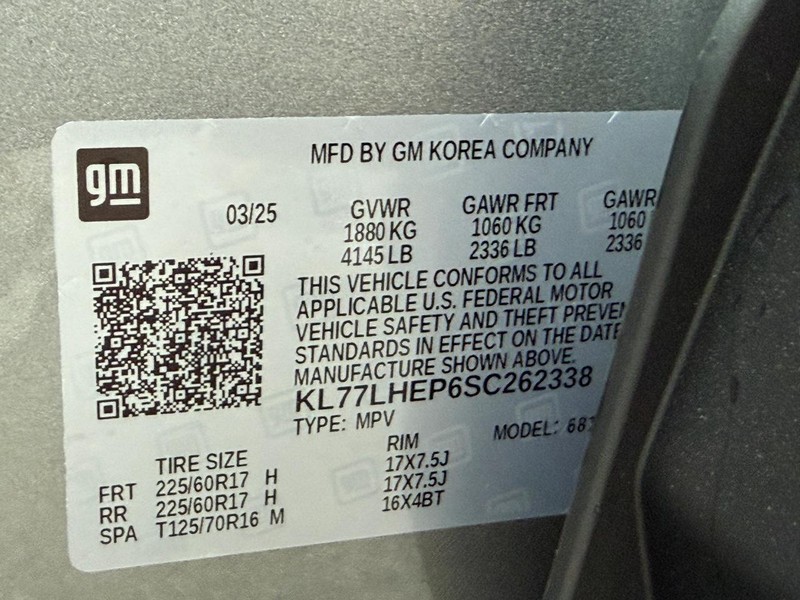 gm
MFD BY GM KOREA COMPANY
03/25
GVWR GAWR FRT GAWR
1880 KG 1060 KG 1060
4145 LB 2336 LB 2336
THIS VEHICLE CONFORMS TO ALL
APPLICABLE U.S. FEDERAL MOTOR
VEHICLE SAFETY AND THEFT PREVEN
STANDARDS IN EFFECT ON THE DATE
MANUFACTURE SHOWN ABOVE.
KL77LHEP6SC262338
TYPE: MPV MODEL: 68
TIRE SIZE RIM
FRT 225/60R17 H 17X7.5J
RR 225/60R17 H 17X7.5J
SPA T125/70R16 M 16X4BT